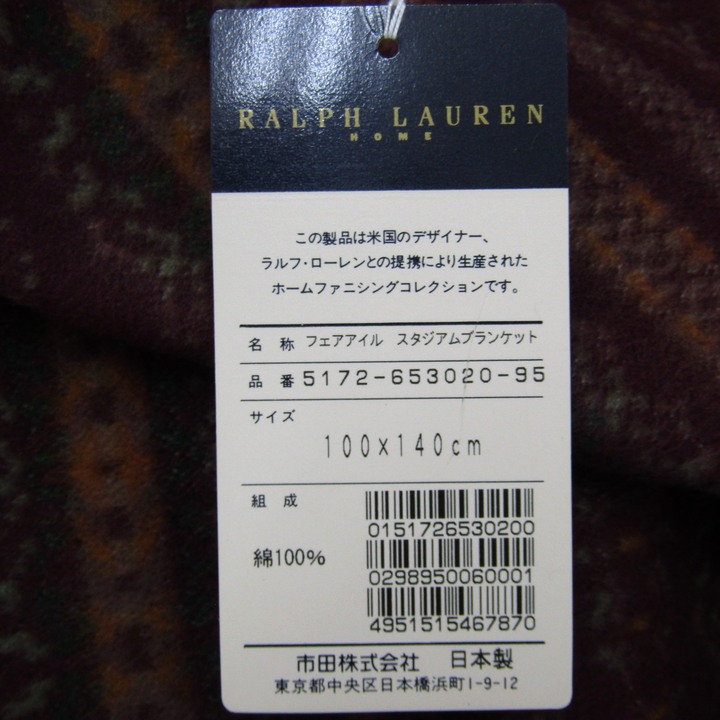 RALPH LAUREN
HOME
この製品は米国のデザイナー、
ラルフ・ローレンとの提携により生産された
ホームファニシングコレクションです。
名 称 フェアアイル スタジアムブランケット
品 番 5172-653020-95
サイズ
100×140cm
組 成
綿100%
0151726530200
0298950060001
4951515467870
市田株式会社 日本製
東京都中央区日本橋浜町1-9-12